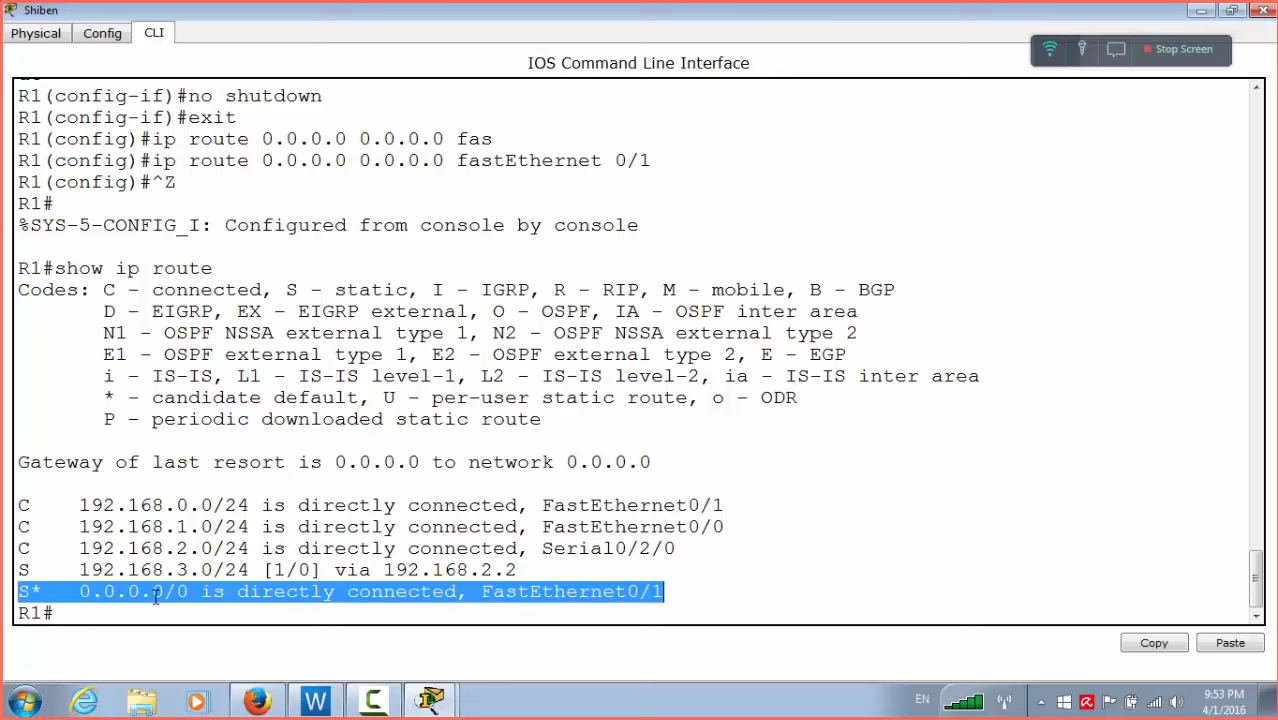 Shiben
Physical Config CLI
Stop Screen
IOS Command Line Interface
R1(config-if)#no shutdown
R1(config-if)#exit
R1(config)#ip route 0.0.0.0 0.0.0.0 fas
R1(config)#ip route 0.0.0.0 0.0.0.0 fastEthernet 0/1
R1(config)#^Z
R1#
%SYS-5-CONFIG_I: Configured from console by console
R1#show ip route
Codes: C - connected, S - static, I - IGRP, R - RIP, M - mobile, B - BGP
D - EIGRP, EX - EIGRP external, O - OSPF, IA - OSPF inter area
N1 - OSPF NSSA external type 1, N2 - OSPF NSSA external type 2
E1 - OSPF external type 1, E2 - OSPF external type 2, E - EGP
i - IS-IS, L1 - IS-IS level-1, L2 - IS-IS level-2, ia - IS-IS inter area
* - candidate default, U - per-user static route, o - ODR
P - periodic downloaded static route
Gateway of last resort is 0.0.0.0 to network 0.0.0.0
C 192.168.0.0/24 is directly connected, FastEthernet0/1
C 192.168.1.0/24 is directly connected, FastEthernet0/0
C 192.168.2.0/24 is directly connected, Serial0/2/0
S 192.168.3.0/24 [1/0] via 192.168.2.2
S* 0.0.0.0/0 is directly connected, FastEthernet0/1
R1#
Copy Paste
EN
9:53 PM
4/1/2016